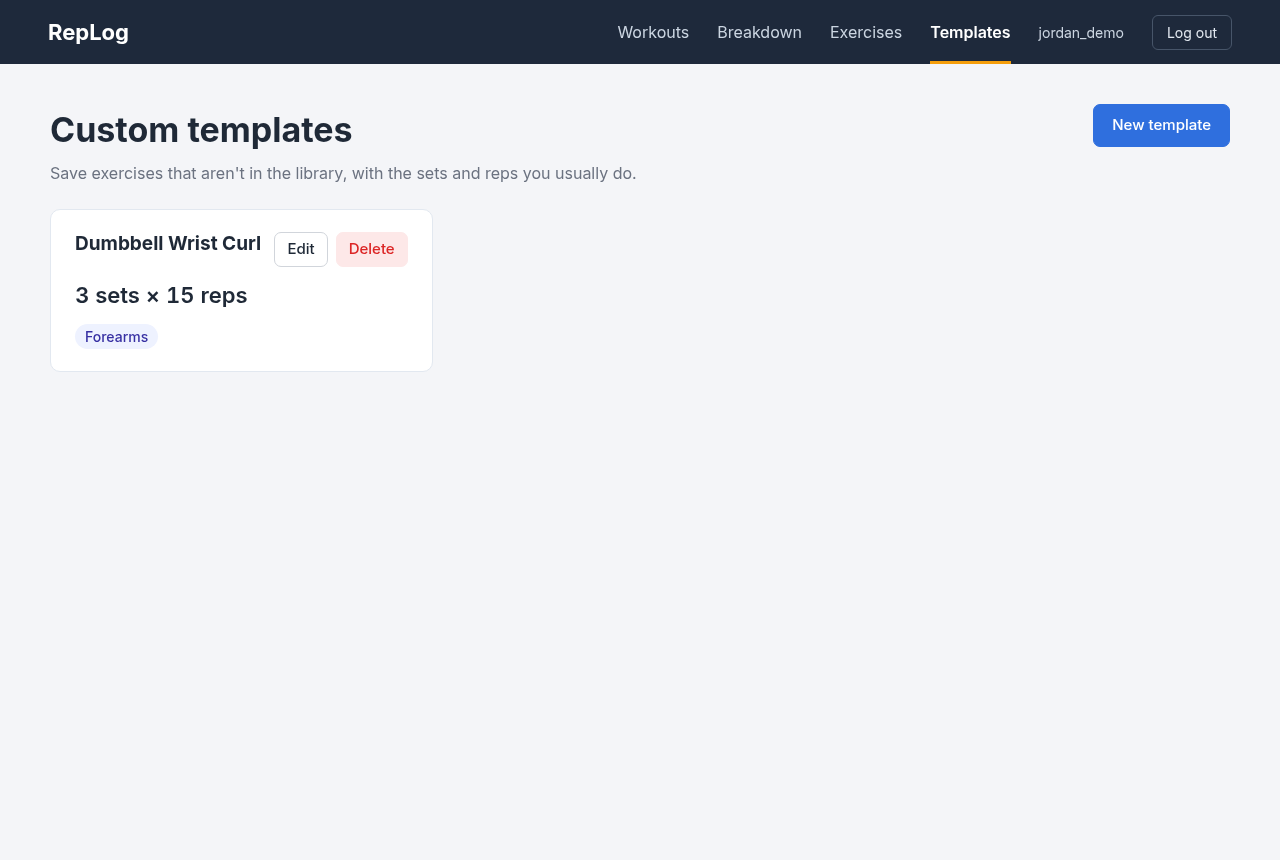 RepLog
Workouts Breakdown Exercises Templates jordan_demo Log out
Custom templates
New template
Save exercises that aren't in the library, with the sets and reps you usually do.
Dumbbell Wrist Curl Edit Delete
3 sets × 15 reps
Forearms